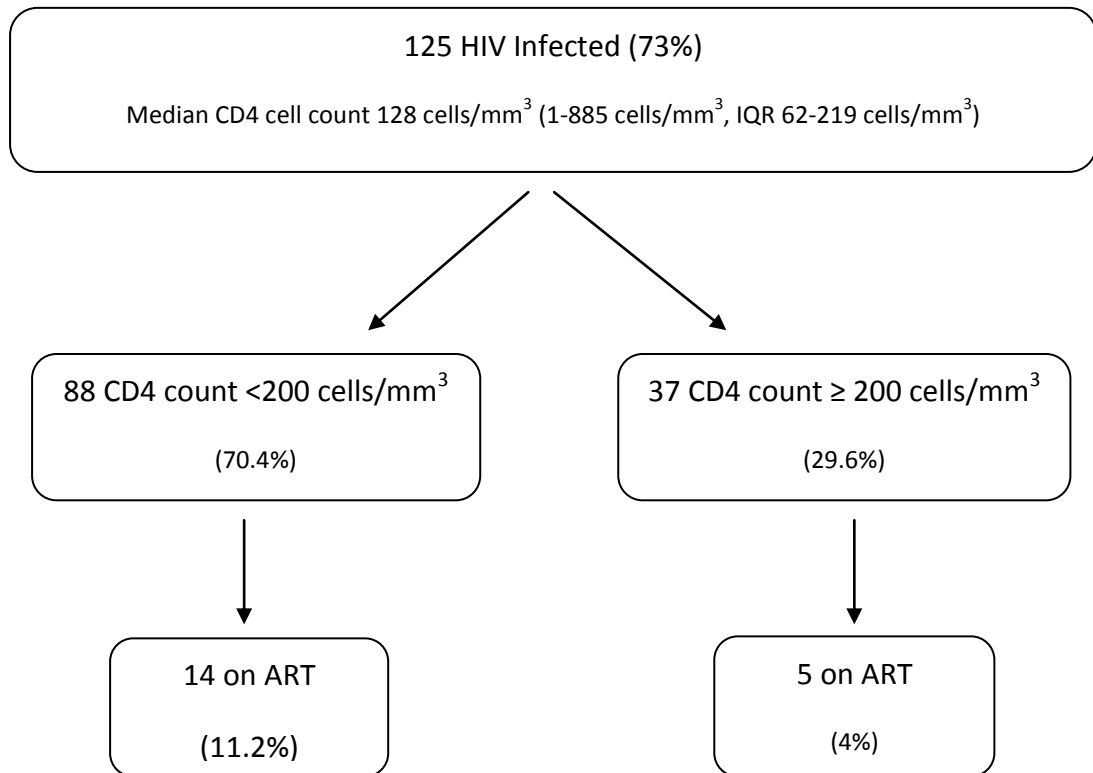 125 HIV Infected (73%)
Median CD4 cell count 128 cells/mm³ (1-885 cells/mm³, IQR 62-219 cells/mm³)
88 CD4 count <200 cells/mm³
(70.4%)
37 CD4 count ≥ 200 cells/mm³
(29.6%)
14 on ART
(11.2%)
5 on ART
(4%)